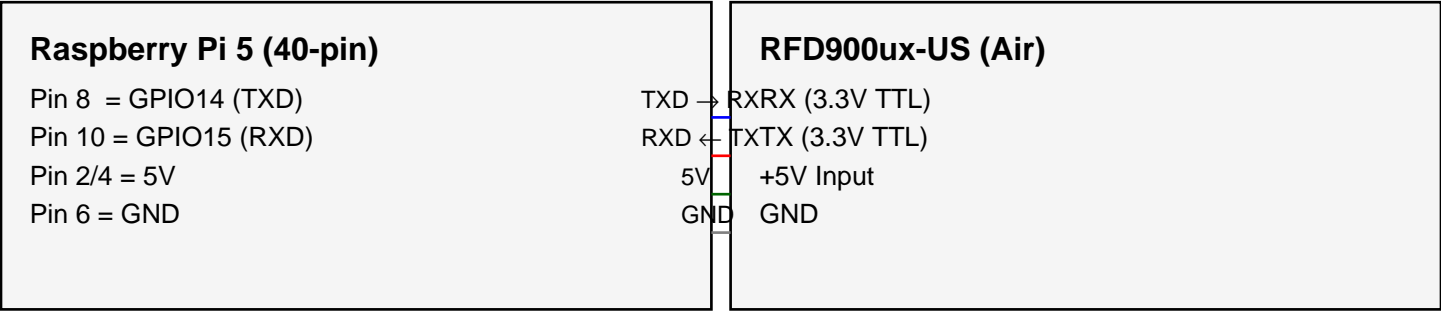 Raspberry Pi 5 (40-pin)
Pin 8 = GPIO14 (TXD)
Pin 10 = GPIO15 (RXD)
Pin 2/4 = 5V
Pin 6 = GND
TXD → RX
RXD ← TX
5V
GND
RFD900ux-US (Air)
RX (3.3V TTL)
TX (3.3V TTL)
+5V Input
GND